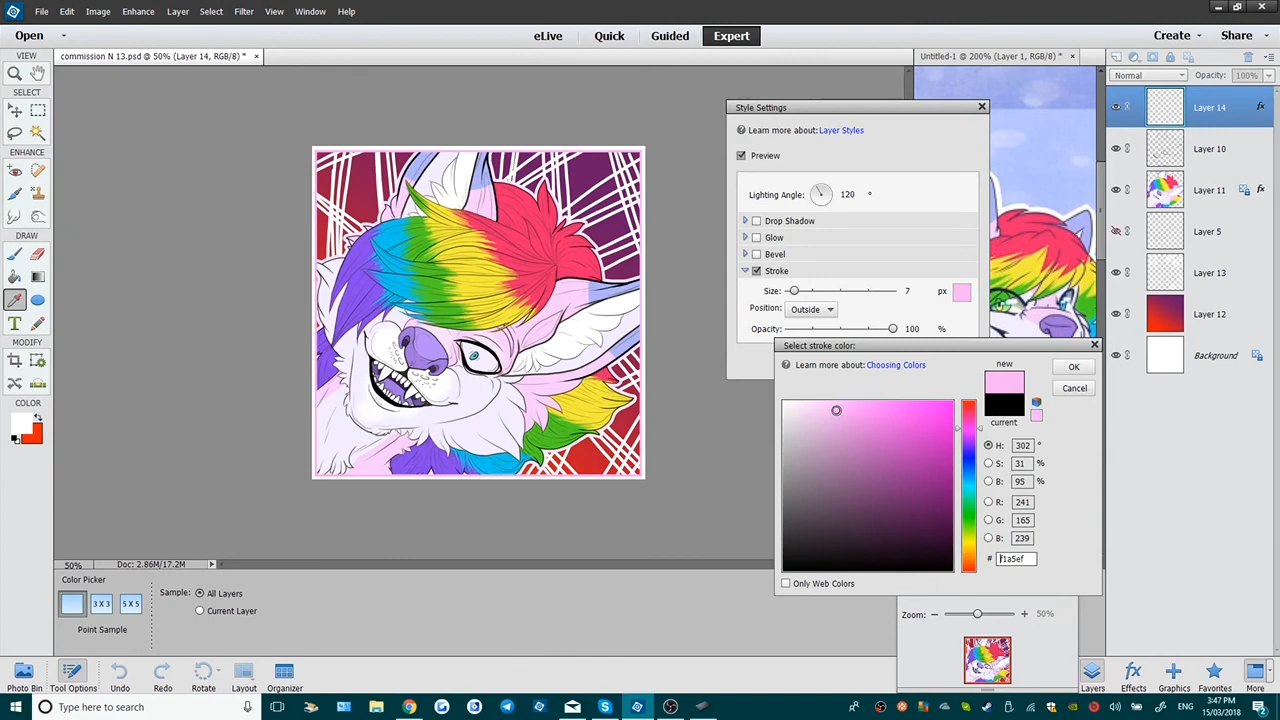 File Edit Image Enhance Layer Select Filter View Window Help
Open eLive Quick Guided Expert Create Share
commission N 13.psd @ 50% (Layer 14, RGB/8) * ×
Untitled-1 @ 200% (Layer 1, RGB/8) * ×
VIEW
SELECT
ENHANCE
DRAW
MODIFY
COLOR
Normal Opacity: 100%
Layer 14 fx
Layer 10
Layer 11 fx
Layer 5
Layer 13
Layer 12
Background
Style Settings
Learn more about: Layer Styles
Preview
Lighting Angle: 120 °
Drop Shadow
Glow
Bevel
Stroke
Size: 7 px
Position: Outside
Opacity: 100 %
Select stroke color:
Learn more about: Choosing Colors
new
current
OK
Cancel
H: 302 °
S: 31 %
B: 95 %
R: 241
G: 165
B: 239
# f1a5ef
Only Web Colors
50% Doc: 2.86M/17.2M
Color Picker
Sample: All Layers
Current Layer
3 X 3 5 X 5
Point Sample
Zoom: 50%
Photo Bin Tool Options Undo Redo Rotate Layout Organizer
Layers Effects Graphics Favorites More
Type here to search
ENG
3:47 PM
15/03/2018
2